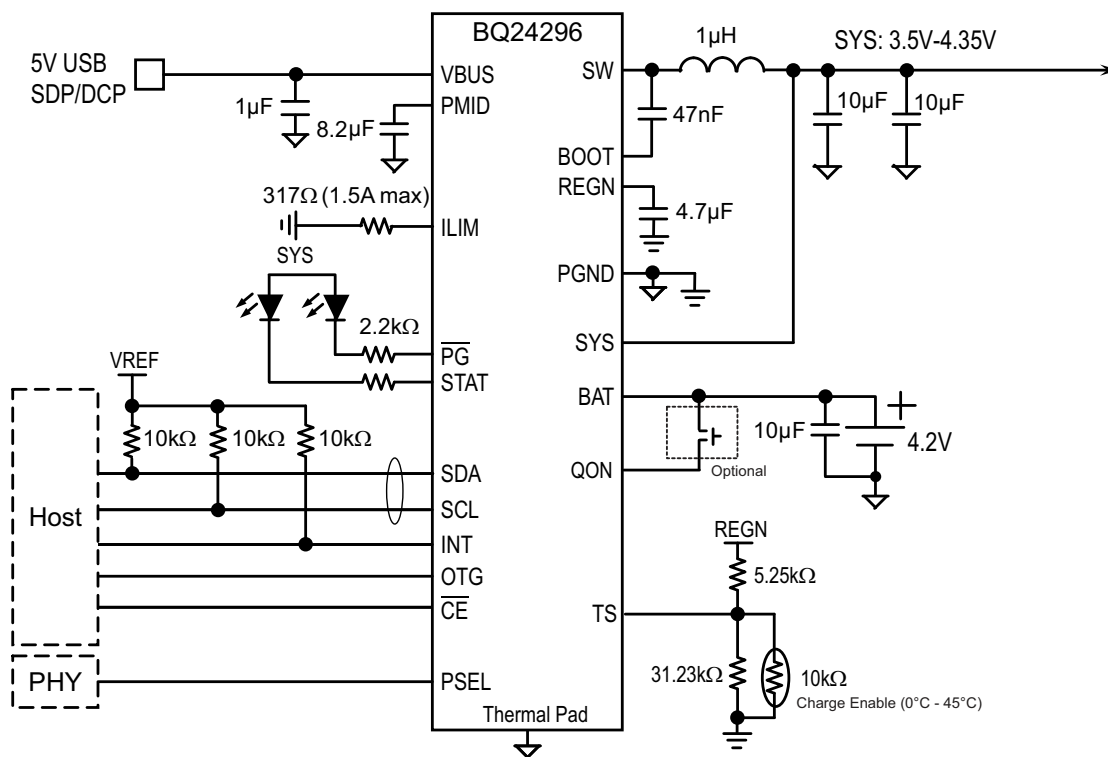 BQ24296
5V USB
SDP/DCP
1µF
8.2µF
VBUS
PMID
317Ω (1.5A max)
ILIM
SYS
2.2kΩ
PG
STAT
VREF
10kΩ
10kΩ
10kΩ
Host
SDA
SCL
INT
OTG
CE
PHY
PSEL
Thermal Pad
SW
1µH
SYS: 3.5V-4.35V
47nF
10µF
10µF
BOOT
REGN
4.7µF
PGND
SYS
BAT
QON
Optional
10µF
+
4.2V
REGN
5.25kΩ
TS
31.23kΩ
10kΩ
Charge Enable (0°C - 45°C)